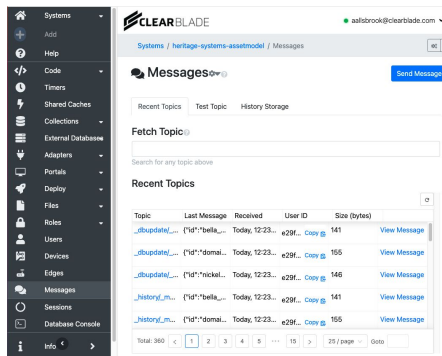 Systems
CLEARBLADE
aallsbrook@clearblade.com
Add
Help
Systems / heritage-systems-assetmodel / Messages
Code
Messages
Send Message
Timers
Shared Caches
Recent Topics Test Topic History Storage
Collections
External Databases
Fetch Topic
Adapters
Portals
Search for any topic above
Deploy
Recent Topics
Files
Roles
Topic Last Message Received User ID Size (bytes)
Users
_dbupdate/_... {"id":"bella_... Today, 12:23... e29f... Copy 141 View Message
Devices
_dbupdate/_... {"id":"domai... Today, 12:23... e29f... Copy 155 View Message
Edges
_dbupdate/_... {"id":"nickel... Today, 12:23... e29f... Copy 146 View Message
Messages
_history/_m... {"id":"bella_... Today, 12:23... e29f... Copy 141 View Message
Sessions
_history/_m... {"id":"domai... Today, 12:23... e29f... Copy 155 View Message
Database Console
Total: 360 < 1 2 3 4 5 ••• 15 > 25 / page Goto
Info